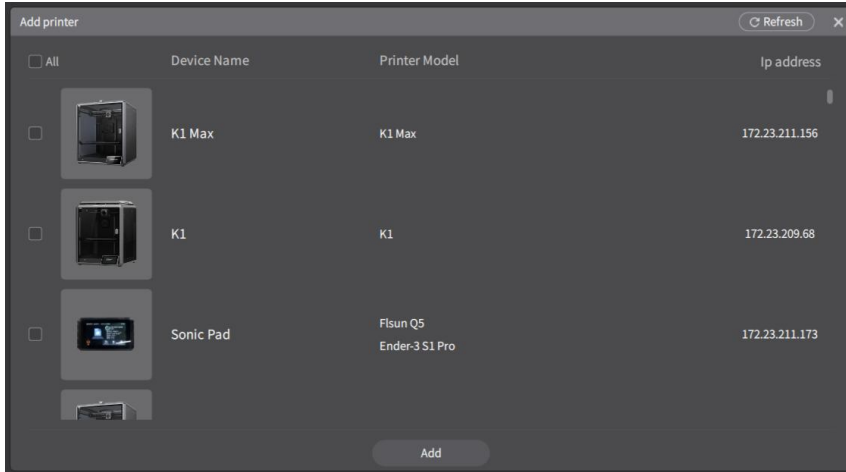 Add printer
Refresh
All Device Name Printer Model Ip address
K1 Max K1 Max 172.23.211.156
K1 K1 172.23.209.68
Sonic Pad Flsun Q5
Ender-3 S1 Pro 172.23.211.173
Add